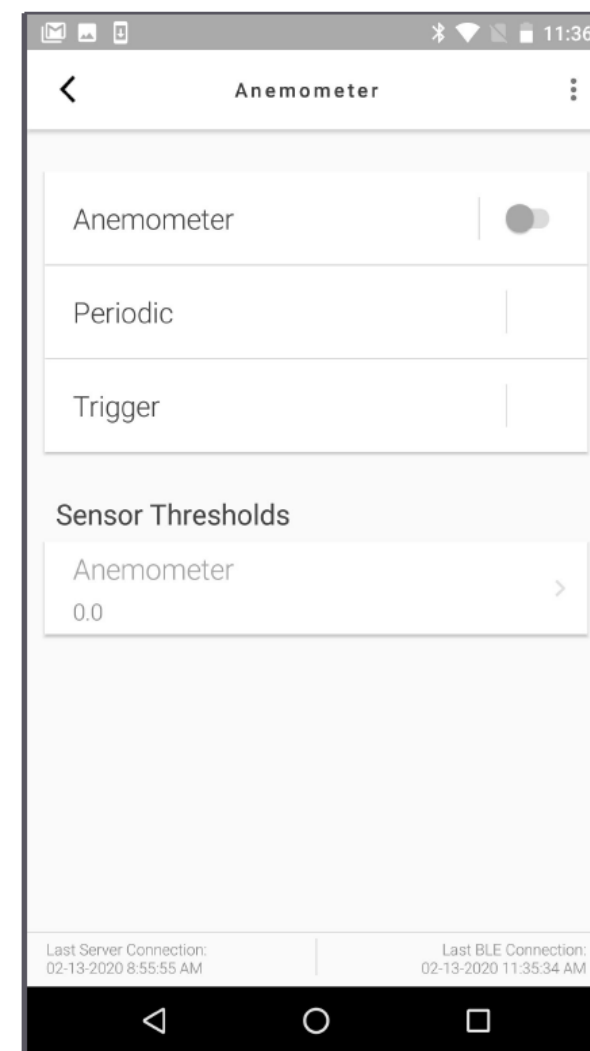 11:36
Anemometer
Anemometer
Periodic
Trigger
Sensor Thresholds
Anemometer
0.0
Last Server Connection:
02-13-2020 8:55:55 AM
Last BLE Connection:
02-13-2020 11:35:34 AM